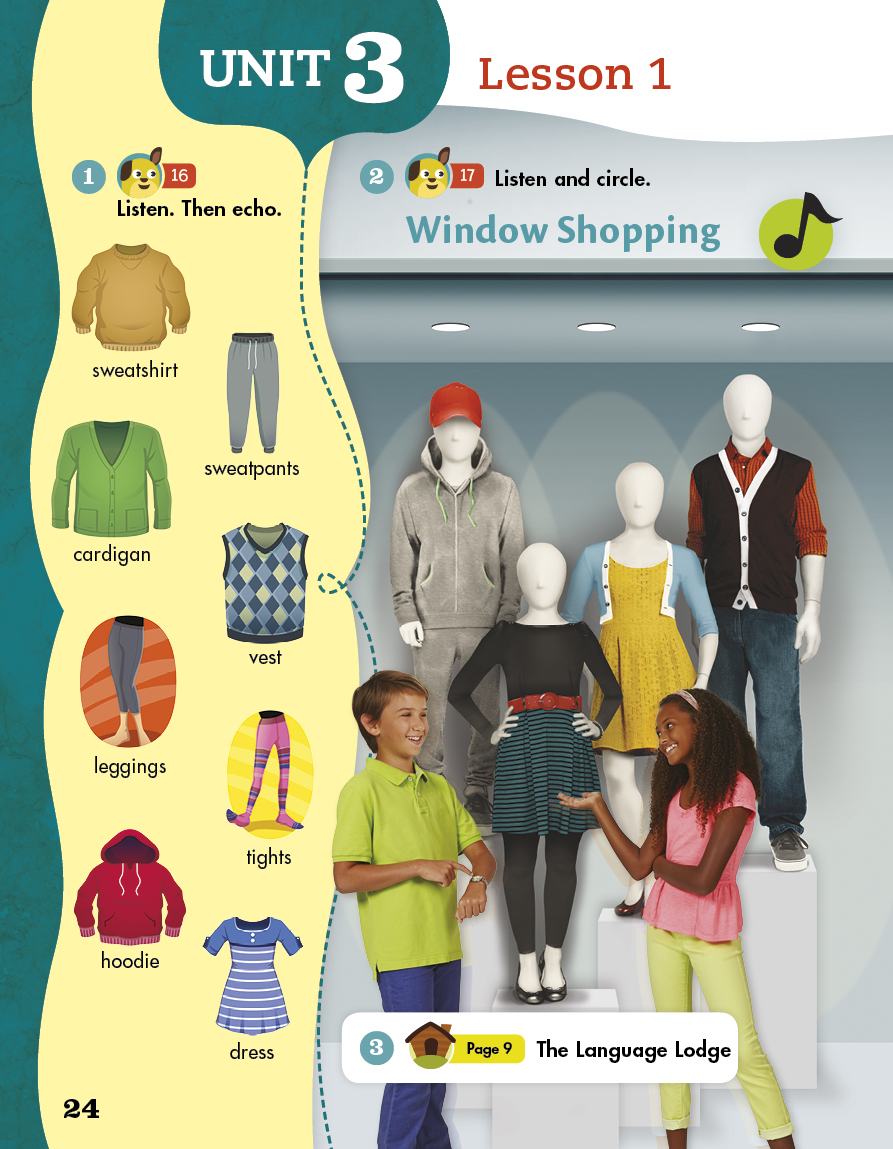 UNIT 3
Lesson 1
1
16
Listen. Then echo.
sweatshirt
sweatpants
cardigan
vest
leggings
tights
hoodie
dress
2
17
Listen and circle.
Window Shopping
3
Page 9
The Language Lodge
24